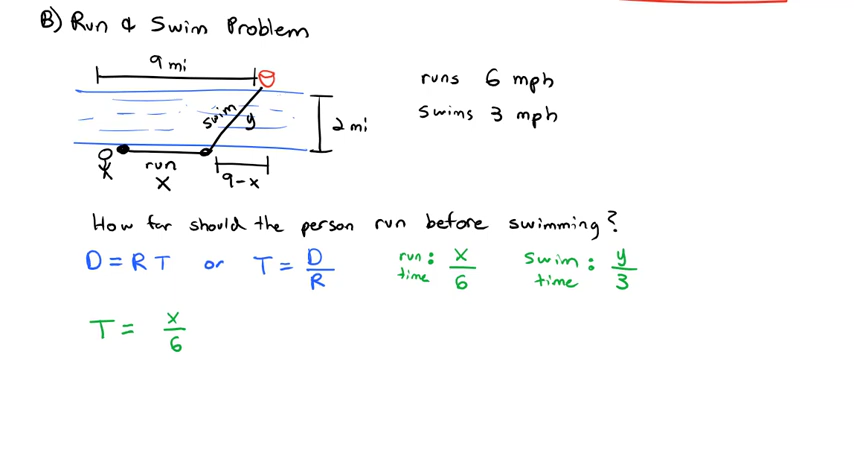 B) Run & Swim Problem
9 mi
runs 6 mph
swim
y
swims 3 mph
2 mi
run
x
9-x
How far should the person run before swimming?
D = R T or T = D/R
run time: x/6
swim time: y/3
T = x/6